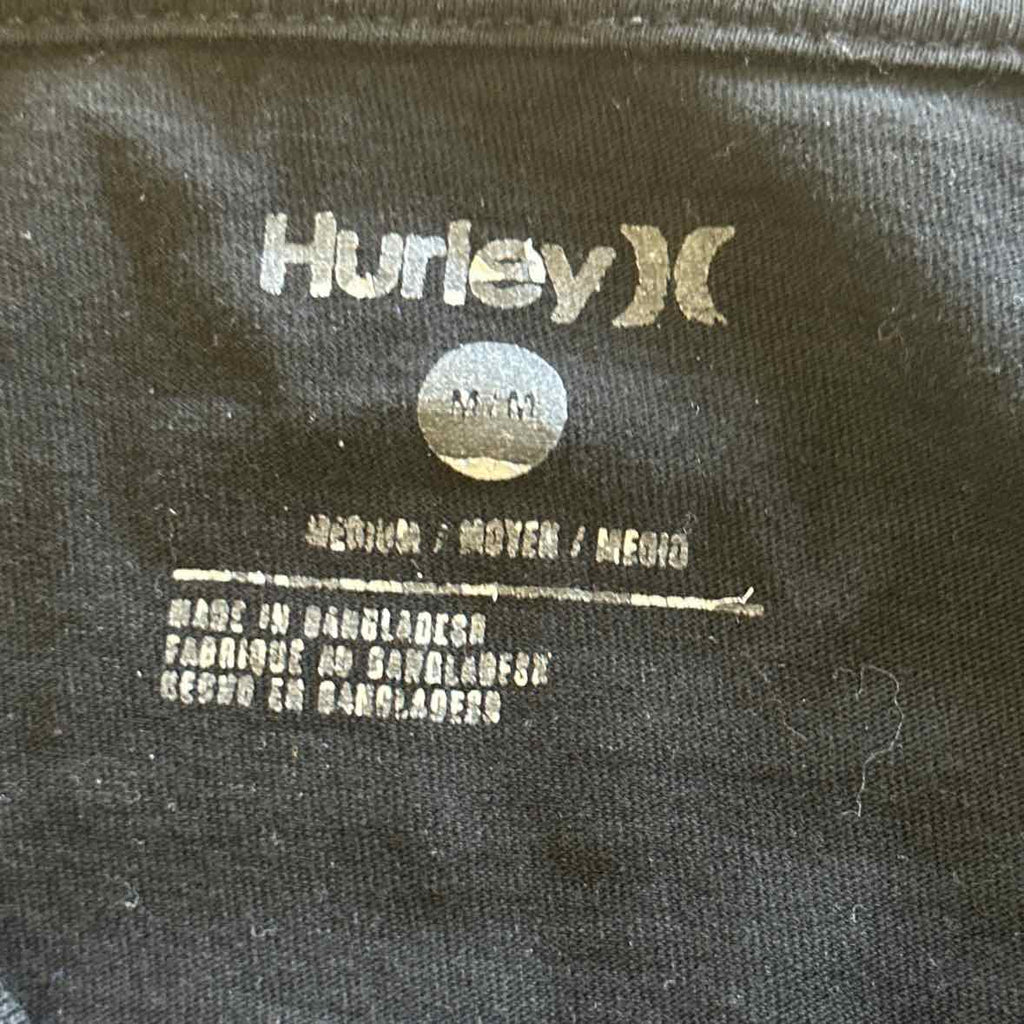 Hurley
M / M
MEDIUM / MOYEN / MEDIO
MADE IN BANGLADESH
FABRIQUE AU BANGLADESH
HECHO EN BANGLADESH